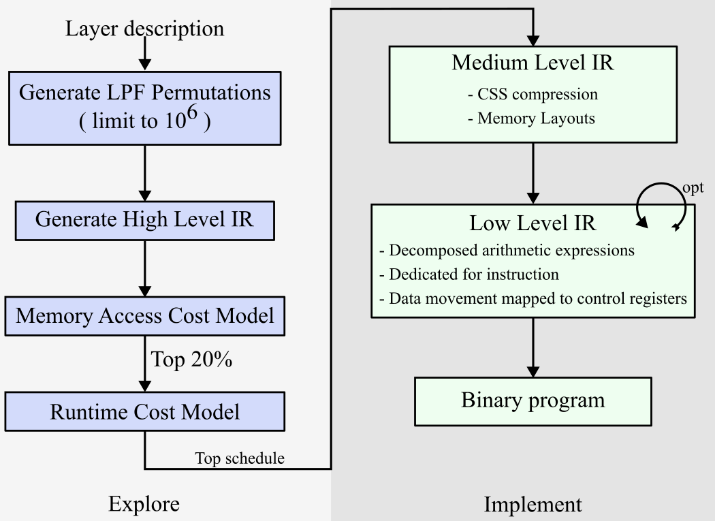 Layer description
Generate LPF Permutations
( limit to 10^6 )
Generate High Level IR
Memory Access Cost Model
Top 20%
Runtime Cost Model
Top schedule
Explore
Medium Level IR
- CSS compression
- Memory Layouts
opt
Low Level IR
- Decomposed arithmetic expressions
- Dedicated for instruction
- Data movement mapped to control registers
Binary program
Implement